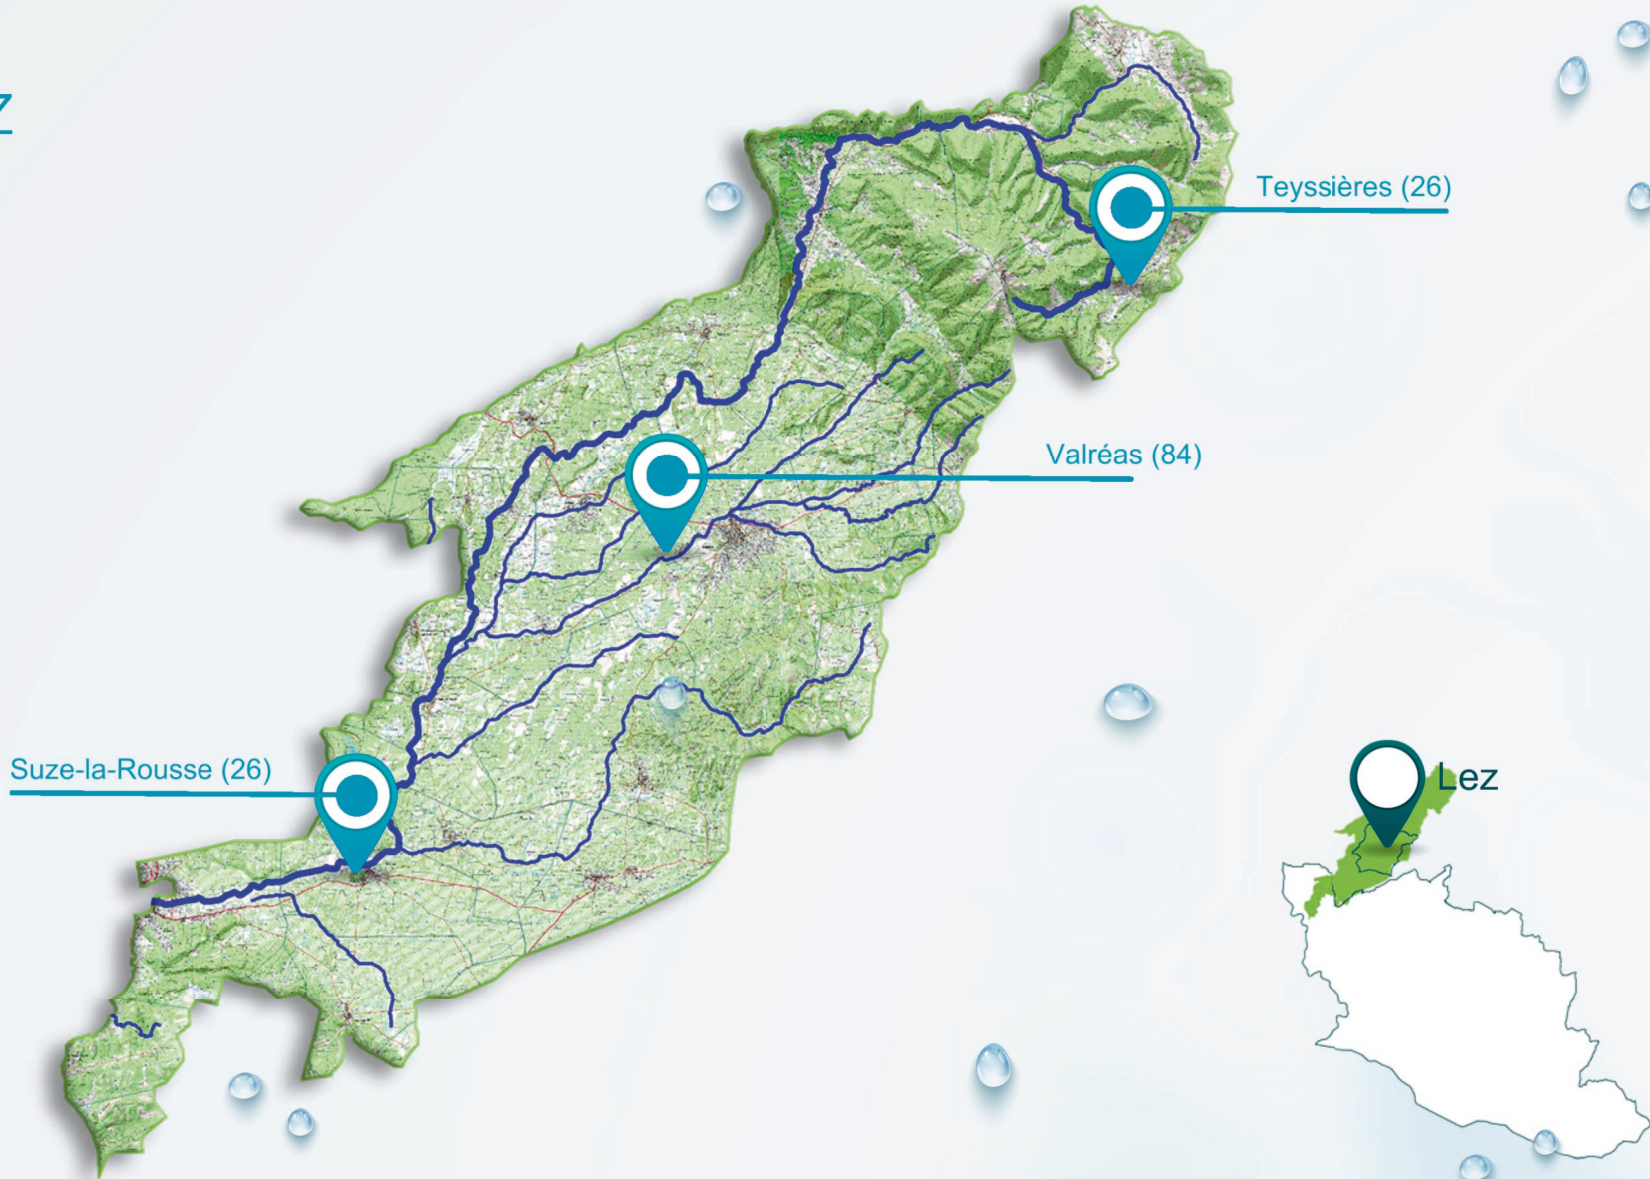 z
Teyssières (26)
Valréas (84)
Suze-la-Rousse (26)
Lez